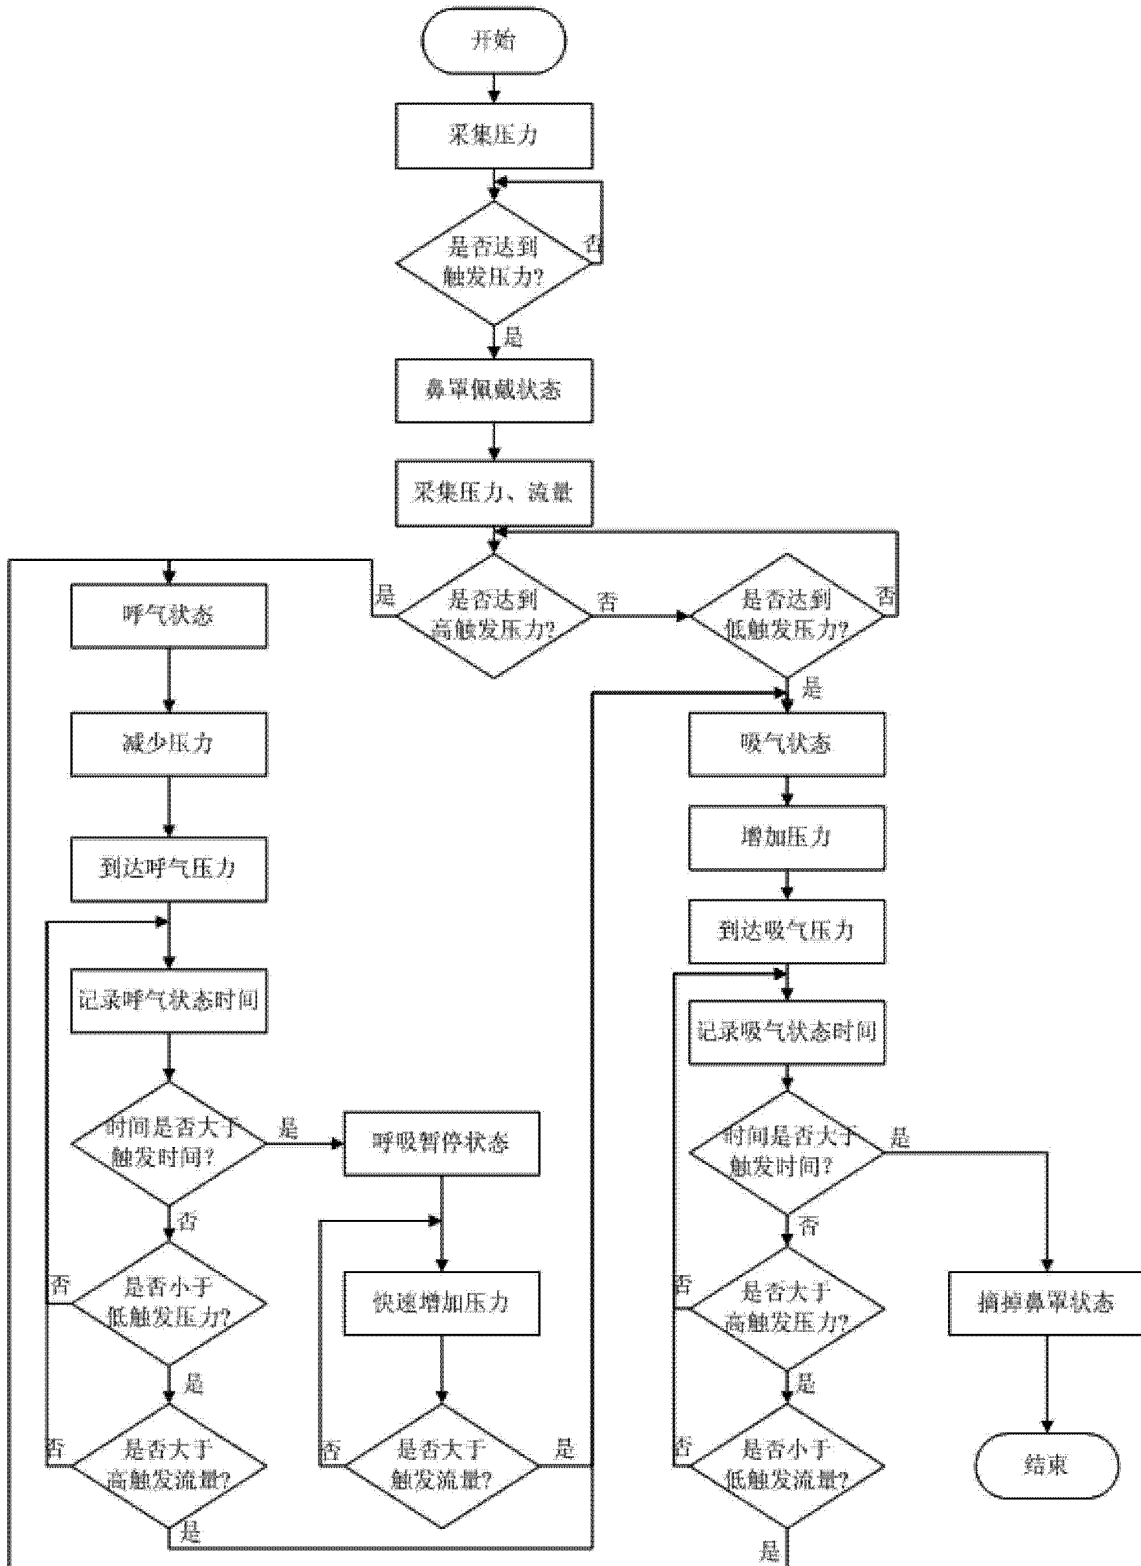 开始
采集压力
是否达到
触发压力?
否
是
鼻罩佩戴状态
采集压力、流量
是否达到
高触发压力?
是
否
是否达到
低触发压力?
否
是
呼气状态
减少压力
到达呼气压力
记录呼气状态时间
时间是否大于
触发时间?
是
否
呼吸暂停状态
是否小于
低触发压力?
否
是
快速增加压力
是否大于
高触发流量?
否
是
是否大于
触发流量?
否
是
吸气状态
增加压力
到达吸气压力
记录吸气状态时间
时间是否大于
触发时间?
是
否
是否大于
高触发压力?
否
是
摘掉鼻罩状态
是否小于
低触发流量?
否
是
结束